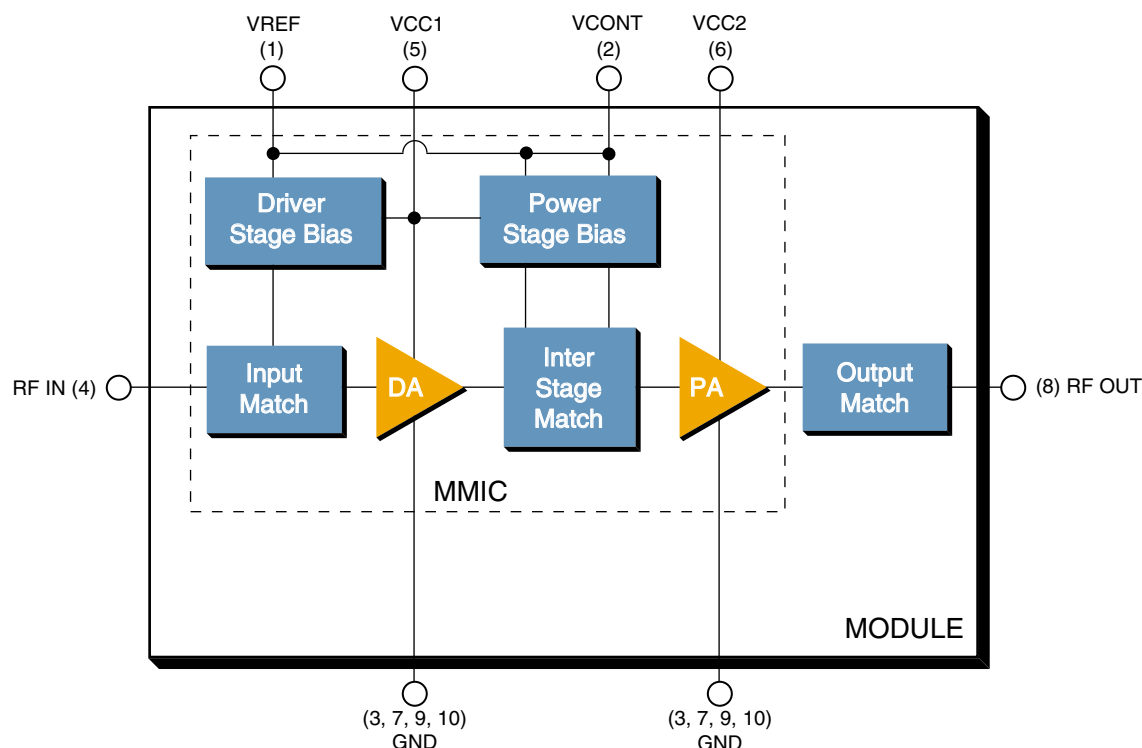 VREF
(1)
VCC1
(5)
VCONT
(2)
VCC2
(6)
Driver
Stage Bias
Power
Stage Bias
RF IN (4)
Input
Match
DA
Inter
Stage
Match
PA
Output
Match
(8) RF OUT
MMIC
MODULE
(3, 7, 9, 10)
GND
(3, 7, 9, 10)
GND